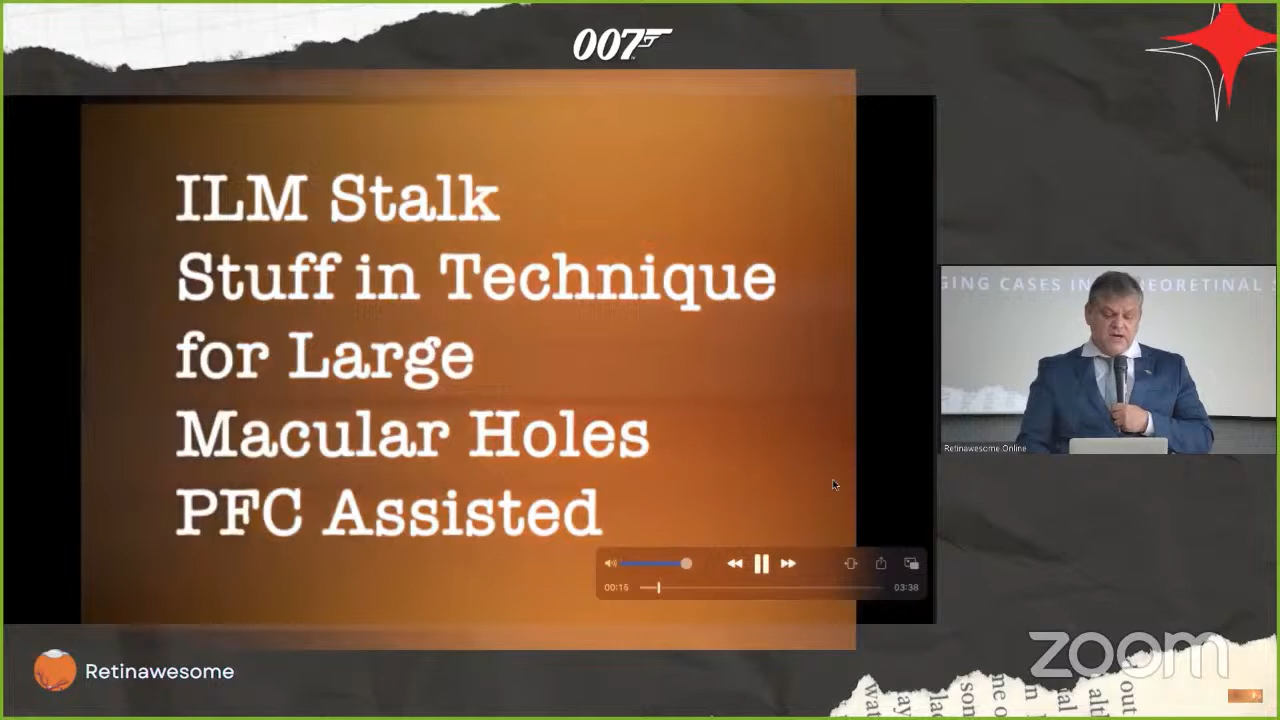 007
ILM Stalk
Stuff in Technique
for Large
Macular Holes
PFC Assisted
00:15
03:38
GING CASES IN
EORETINAL
Retinawesome Online
Retinawesome
zoom